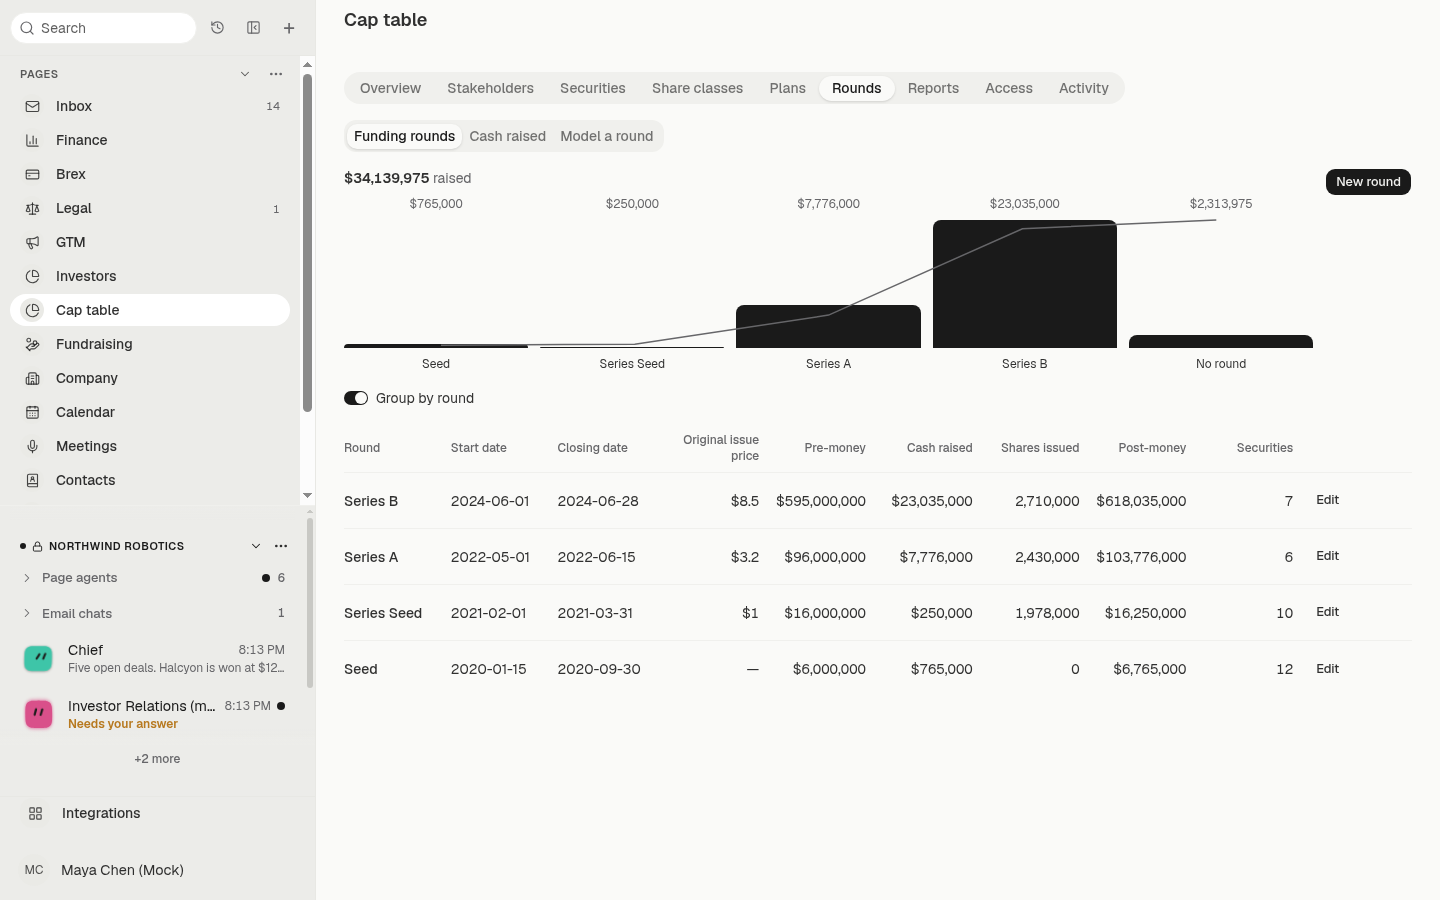 Search
PAGES
Inbox 14
Finance
Brex
Legal 1
GTM
Investors
Cap table
Fundraising
Company
Calendar
Meetings
Contacts
NORTHWIND ROBOTICS
Page agents 6
Email chats 1
Chief 8:13 PM
Five open deals. Halcyon is won at $12...
Investor Relations (m... 8:13 PM
Needs your answer
+2 more
Integrations
MC Maya Chen (Mock)
Cap table
Overview Stakeholders Securities Share classes Plans Rounds Reports Access Activity
Funding rounds Cash raised Model a round
$34,139,975 raised
New round
$765,000 $250,000 $7,776,000 $23,035,000 $2,313,975
Seed Series Seed Series A Series B No round
Group by round
Round Start date Closing date Original issue price Pre-money Cash raised Shares issued Post-money Securities
Series B 2024-06-01 2024-06-28 $8.5 $595,000,000 $23,035,000 2,710,000 $618,035,000 7 Edit
Series A 2022-05-01 2022-06-15 $3.2 $96,000,000 $7,776,000 2,430,000 $103,776,000 6 Edit
Series Seed 2021-02-01 2021-03-31 $1 $16,000,000 $250,000 1,978,000 $16,250,000 10 Edit
Seed 2020-01-15 2020-09-30 — $6,000,000 $765,000 0 $6,765,000 12 Edit